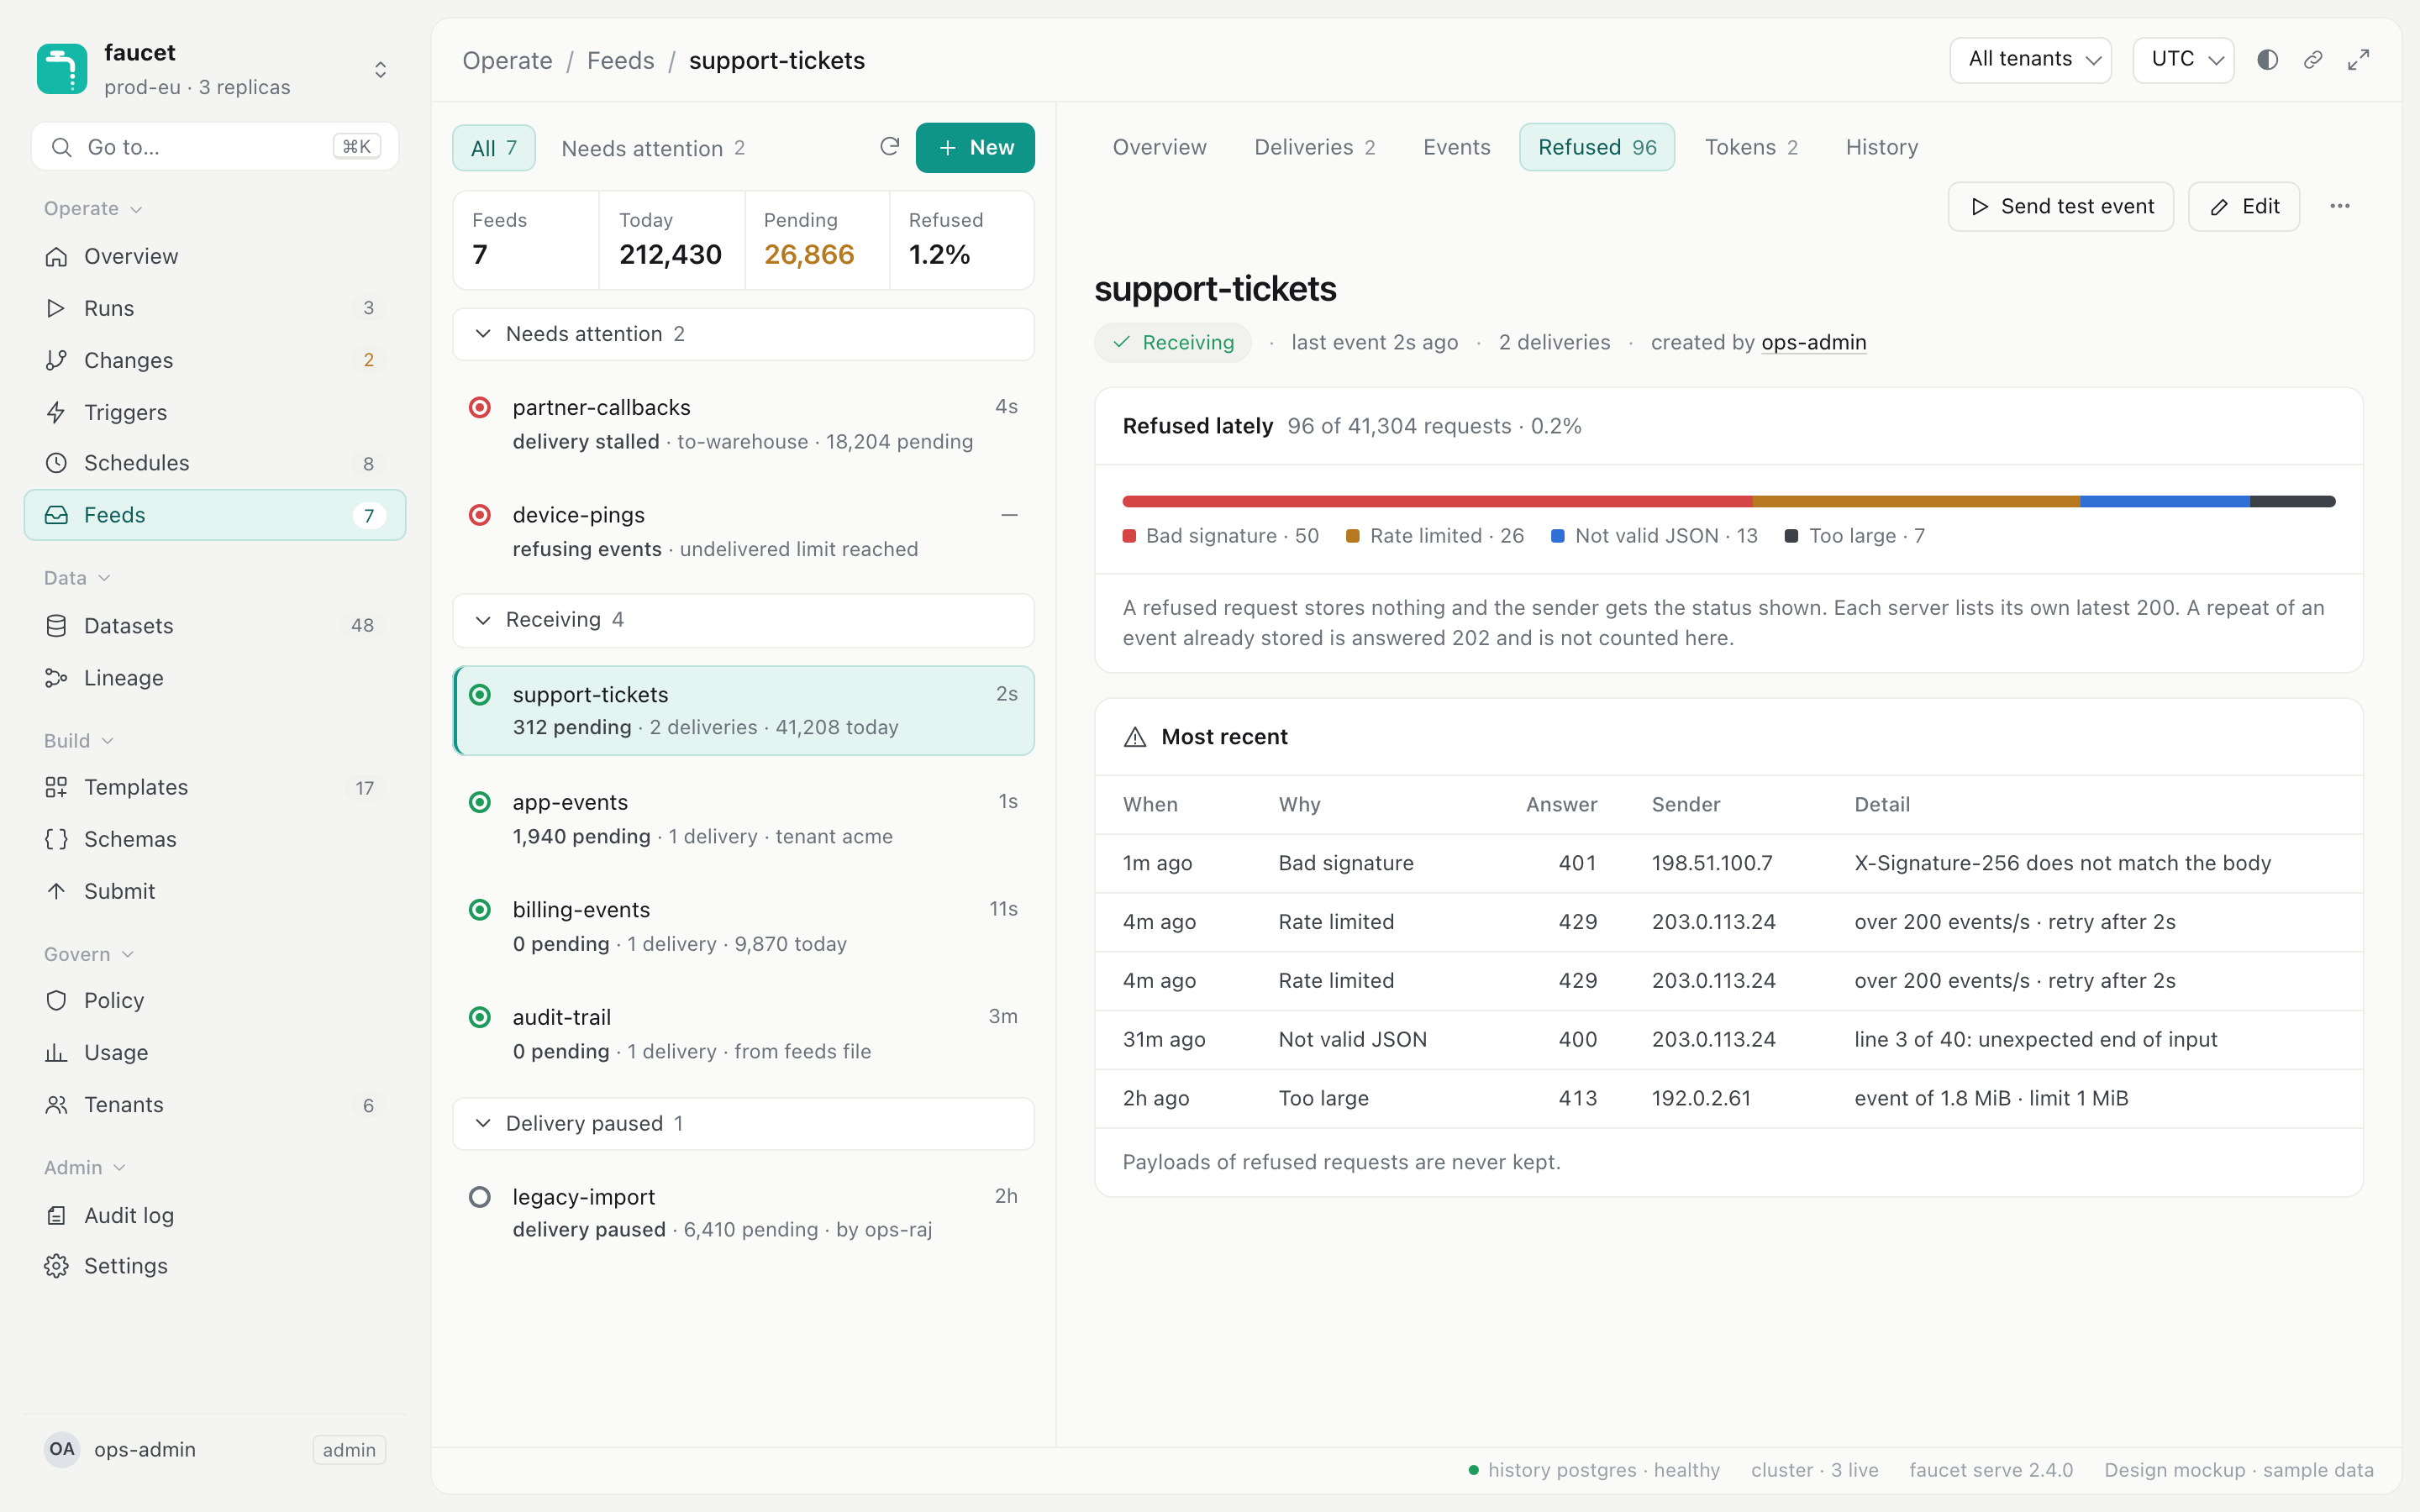 faucet
prod-eu · 3 replicas
Go to... ⌘K
Operate
Overview
Runs 3
Changes 2
Triggers
Schedules 8
Feeds 7
Data
Datasets 48
Lineage
Build
Templates 17
Schemas
Submit
Govern
Policy
Usage
Tenants 6
Admin
Audit log
Settings
OA ops-admin admin
Operate / Feeds / support-tickets
All tenants UTC
All 7 Needs attention 2 New
Feeds Today Pending Refused
7 212,430 26,866 1.2%
Needs attention 2
partner-callbacks 4s
delivery stalled · to-warehouse · 18,204 pending
device-pings —
refusing events · undelivered limit reached
Receiving 4
support-tickets 2s
312 pending · 2 deliveries · 41,208 today
app-events 1s
1,940 pending · 1 delivery · tenant acme
billing-events 11s
0 pending · 1 delivery · 9,870 today
audit-trail 3m
0 pending · 1 delivery · from feeds file
Delivery paused 1
legacy-import 2h
delivery paused · 6,410 pending · by ops-raj
Overview Deliveries 2 Events Refused 96 Tokens 2 History
Send test event Edit
support-tickets
Receiving · last event 2s ago · 2 deliveries · created by ops-admin
Refused lately 96 of 41,304 requests · 0.2%
Bad signature · 50 Rate limited · 26 Not valid JSON · 13 Too large · 7
A refused request stores nothing and the sender gets the status shown. Each server lists its own latest 200. A repeat of an
event already stored is answered 202 and is not counted here.
Most recent
When Why Answer Sender Detail
1m ago Bad signature 401 198.51.100.7 X-Signature-256 does not match the body
4m ago Rate limited 429 203.0.113.24 over 200 events/s · retry after 2s
4m ago Rate limited 429 203.0.113.24 over 200 events/s · retry after 2s
31m ago Not valid JSON 400 203.0.113.24 line 3 of 40: unexpected end of input
2h ago Too large 413 192.0.2.61 event of 1.8 MiB · limit 1 MiB
Payloads of refused requests are never kept.
history postgres · healthy cluster · 3 live faucet serve 2.4.0 Design mockup · sample data